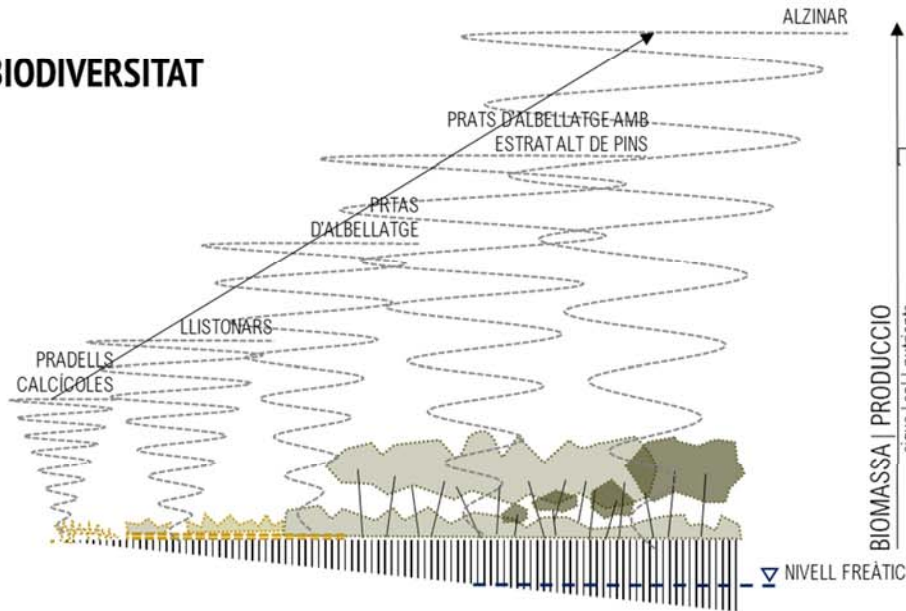 BIODIVERSITAT
ALZINAR
PRATS D'ALBELLATGE AMB
ESTRAT ALT DE PINS
PRTAS
D'ALBELLATGE
LLISTONARS
PRADELLS
CALCÍCOLES
BIOMASSA | PRODUCCIO
NIVELL FREÀTIC